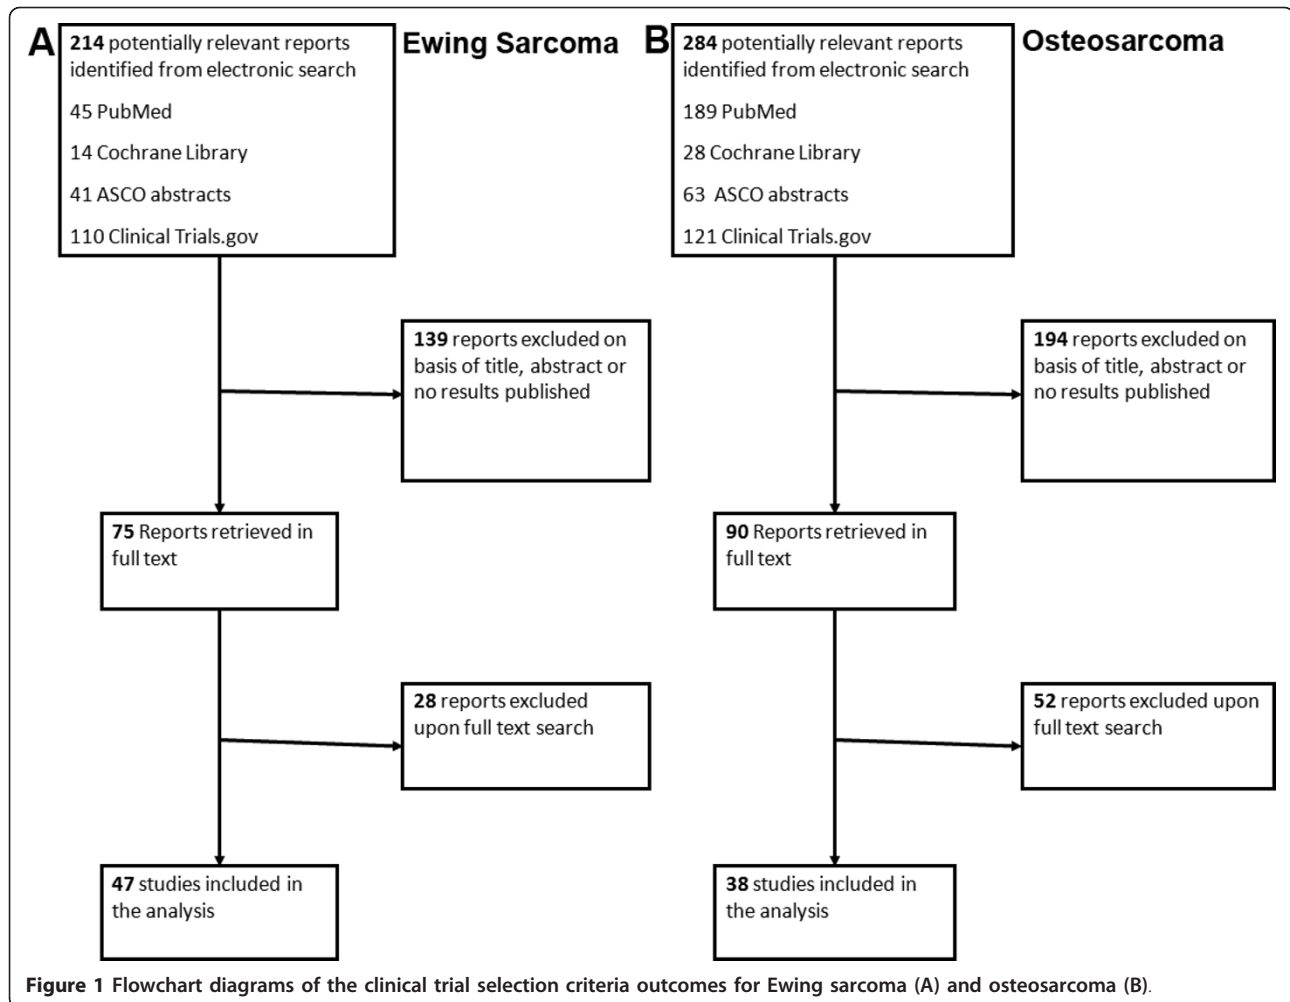 A
214 potentially relevant reports
identified from electronic search
45 PubMed
14 Cochrane Library
41 ASCO abstracts
110 Clinical Trials.gov
Ewing Sarcoma
139 reports excluded on
basis of title, abstract or
no results published
75 Reports retrieved in
full text
28 reports excluded
upon full text search
47 studies included in
the analysis
B
284 potentially relevant reports
identified from electronic search
189 PubMed
28 Cochrane Library
63 ASCO abstracts
121 Clinical Trials.gov
Osteosarcoma
194 reports excluded on
basis of title, abstract or
no results published
90 Reports retrieved in
full text
52 reports excluded upon
full text search
38 studies included in
the analysis
Figure 1 Flowchart diagrams of the clinical trial selection criteria outcomes for Ewing sarcoma (A) and osteosarcoma (B).